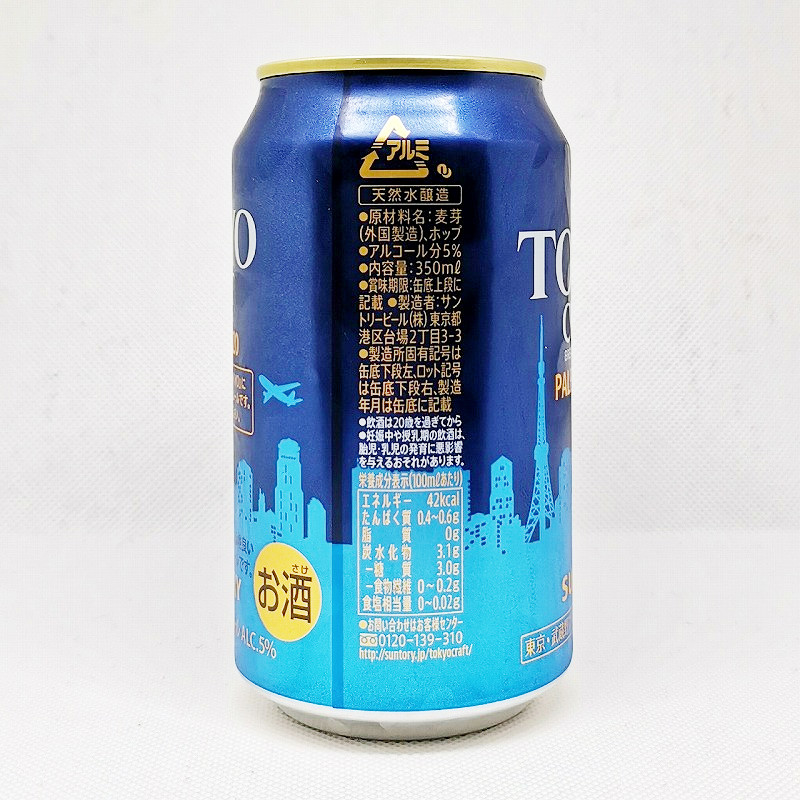 アルミ
天然水醸造
●原材料名:麦芽
(外国製造)、ホップ
●アルコール分5%
●内容量:350mℓ
●賞味期限:缶底上段に
記載 ●製造者:サン
トリービール(株) 東京都
港区台場2丁目3-3
●製造所固有記号は
缶底下段左、ロット記号
は缶底下段右、製造
年月は缶底に記載
●飲酒は20歳を過ぎてから
●妊娠中や授乳期の飲酒は、
胎児・乳児の発育に悪影響
を与えるおそれがあります。
栄養成分表示(100mℓあたり)
エネルギー 42kcal
たんぱく質 0.4~0.6g
脂質 0g
炭水化物 3.1g
-糖質 3.0g
-食物繊維 0~0.2g
食塩相当量 0~0.02g
●お問い合わせはお客様センター
0120-139-310
http://suntory.jp/tokyocraft/
さけ
お酒
ALC.5%
TO
PAL
東京・武蔵野